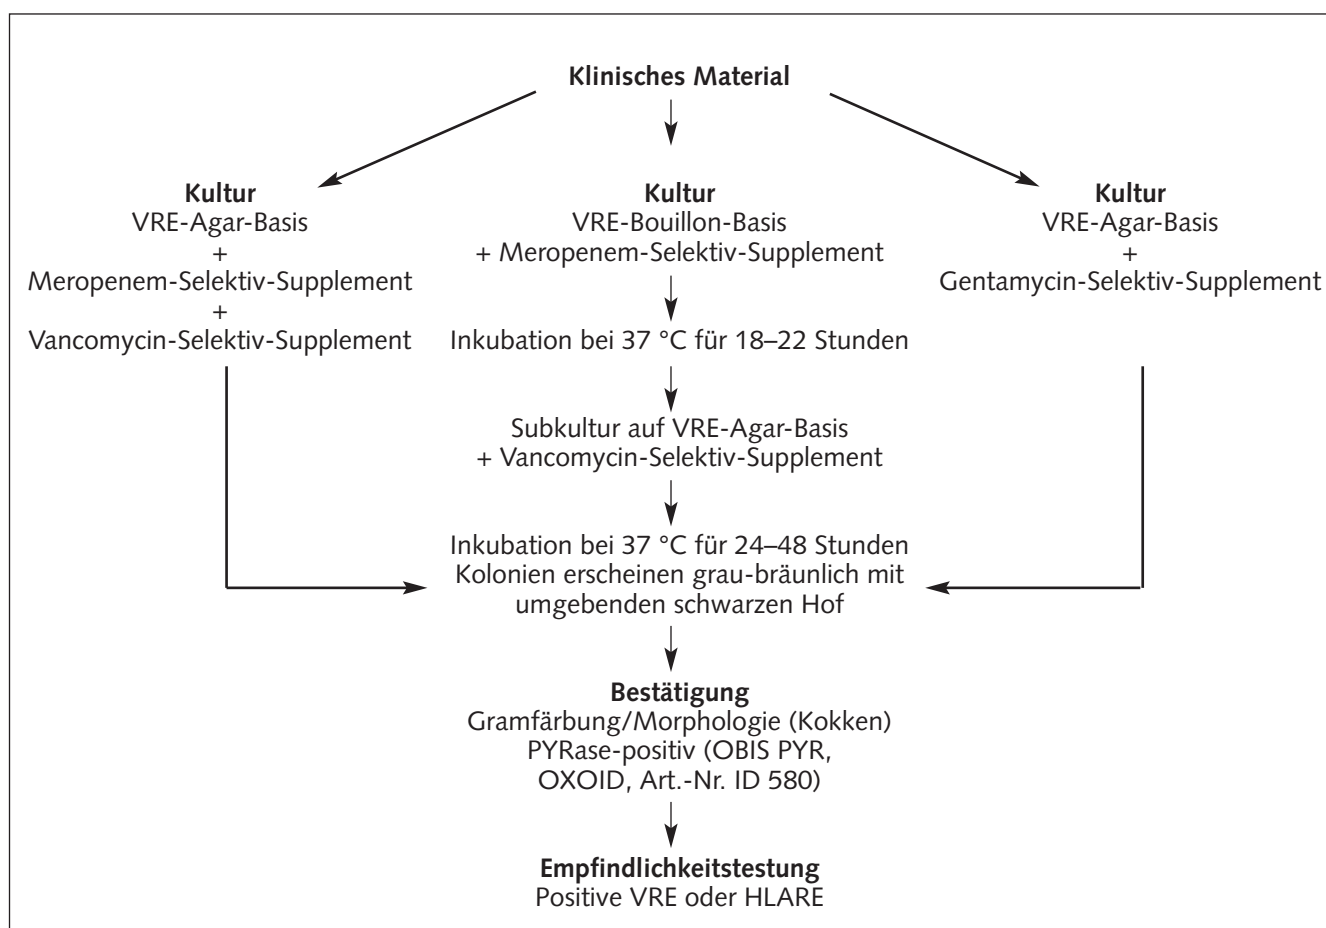 Klinisches Material
Kultur
VRE-Agar-Basis
+
Meropenem-Selektiv-Supplement
+
Vancomycin-Selektiv-Supplement
Kultur
VRE-Bouillon-Basis
+ Meropenem-Selektiv-Supplement
Inkubation bei 37 °C für 18–22 Stunden
Subkultur auf VRE-Agar-Basis
+ Vancomycin-Selektiv-Supplement
Kultur
VRE-Agar-Basis
+
Gentamycin-Selektiv-Supplement
Inkubation bei 37 °C für 24–48 Stunden
Kolonien erscheinen grau-bräunlich mit
umgebenden schwarzen Hof
Bestätigung
Gramfärbung/Morphologie (Kokken)
PYRase-positiv (OBIS PYR,
OXOID, Art.-Nr. ID 580)
Empfindlichkeitstestung
Positive VRE oder HLARE